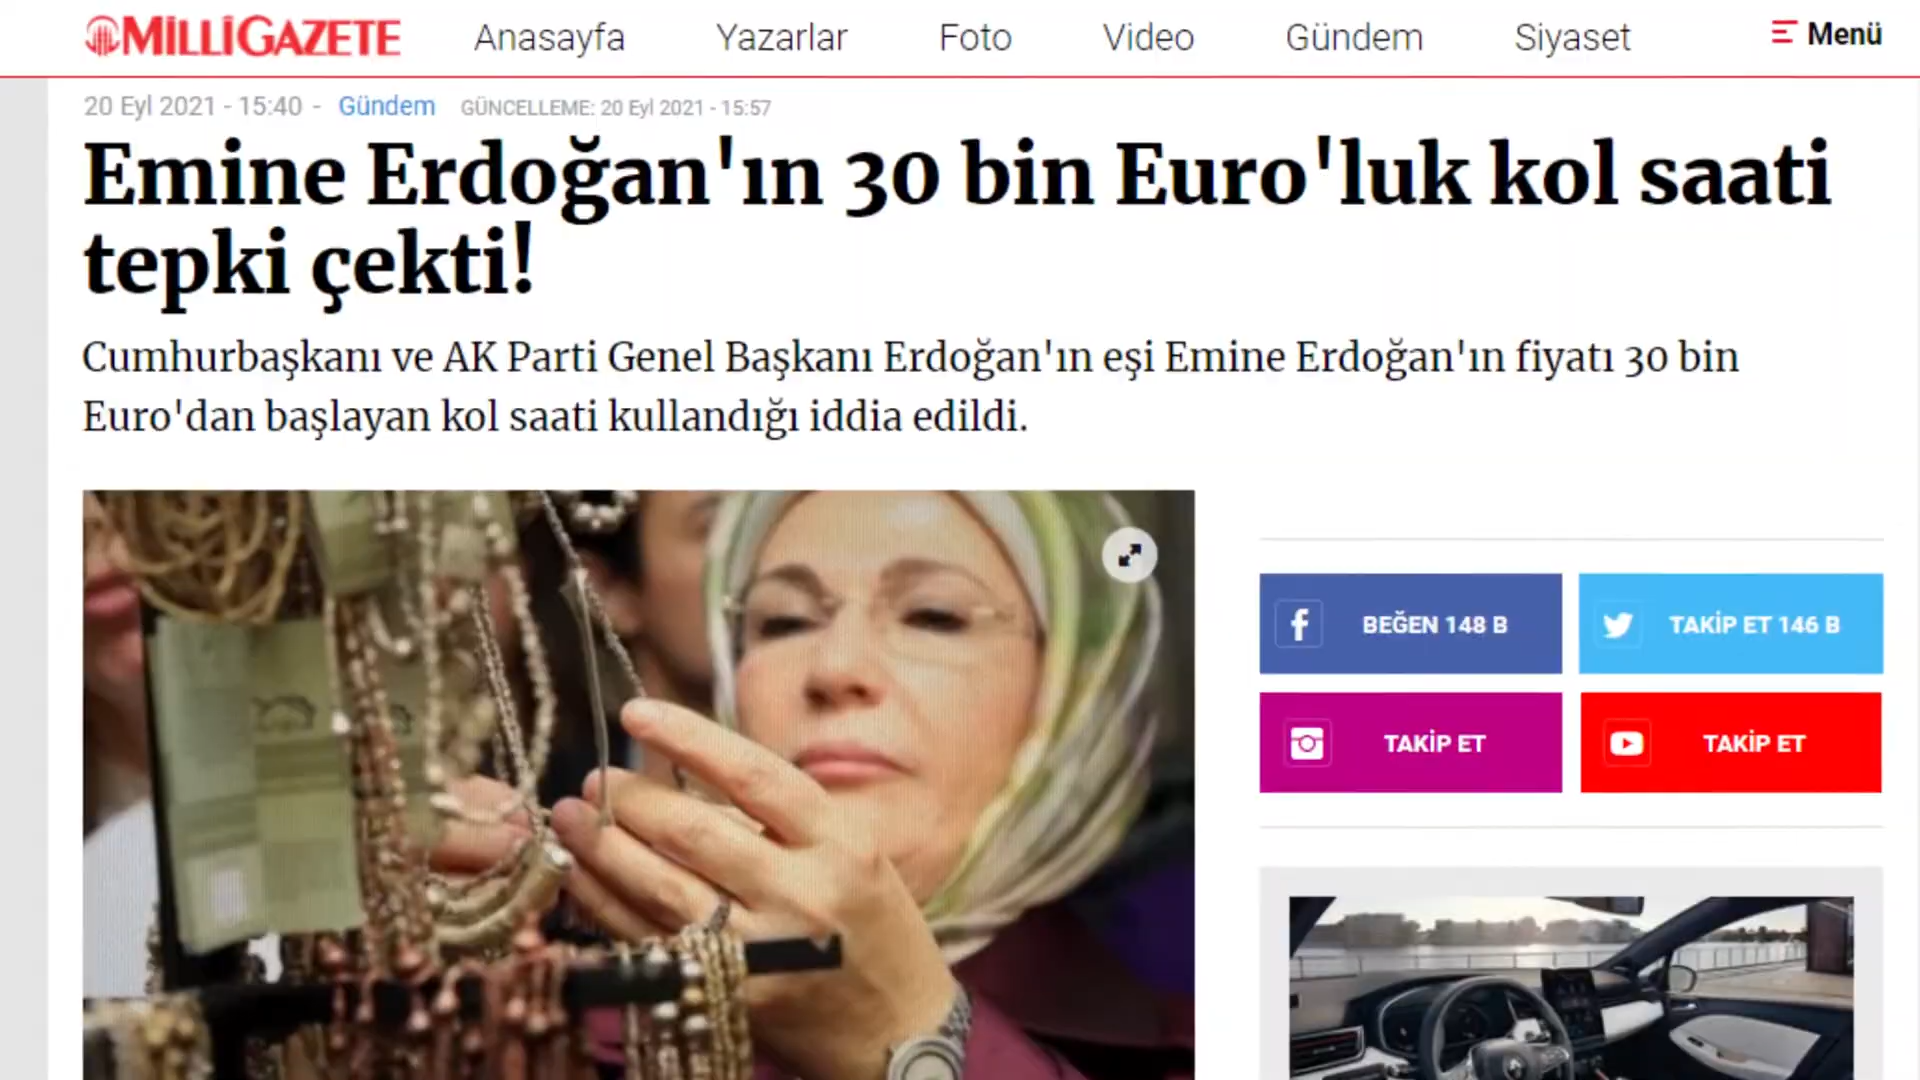 MİLLİGAZETE Anasayfa Yazarlar Foto Video Gündem Siyaset Menü
20 Eyl 2021 - 15:40 - Gündem GÜNCELLEME: 20 Eyl 2021 - 15:57
Emine Erdoğan'ın 30 bin Euro'luk kol saati
tepki çekti!
Cumhurbaşkanı ve AK Parti Genel Başkanı Erdoğan'ın eşi Emine Erdoğan'ın fiyatı 30 bin
Euro'dan başlayan kol saati kullandığı iddia edildi.
BEĞEN 148 B
TAKİP ET 146 B
TAKİP ET
TAKİP ET